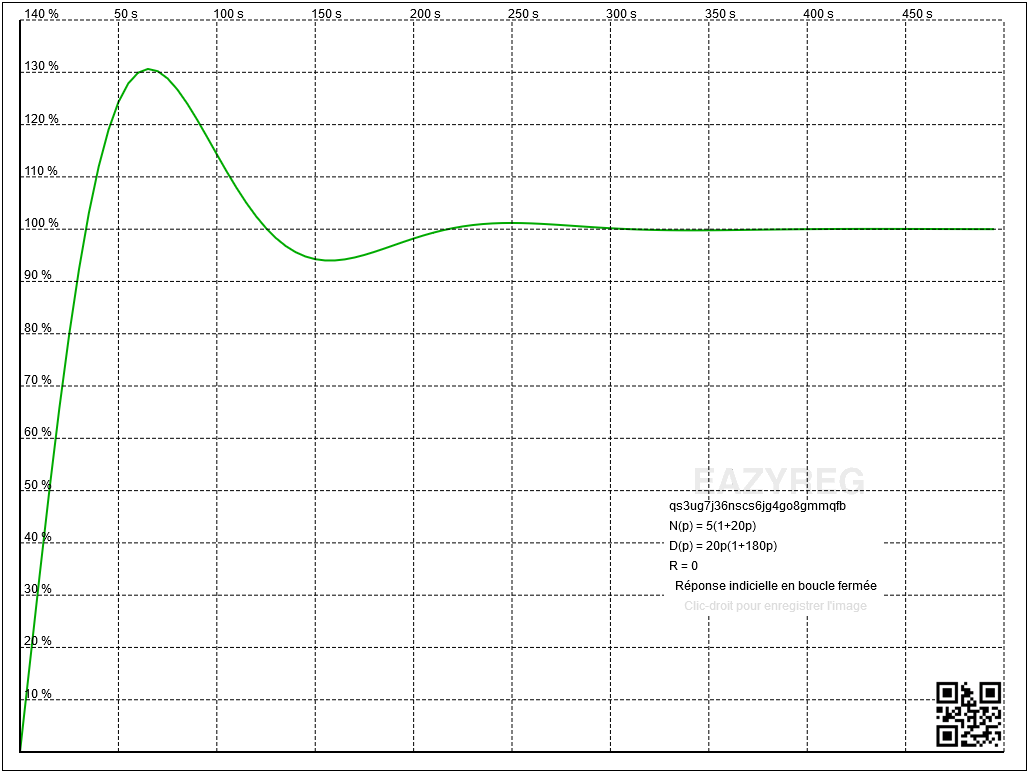 140 % 50 s 100 s 150 s 200 s 250 s 300 s 350 s 400 s 450 s
130 %
120 %
110 %
100 %
90 %
80 %
70 %
60 %
50 %
40 %
30 %
20 %
10 %
EAZYREG
qs3ug7j36nscs6jg4go8gmmqfb
N(p) = 5(1+20p)
D(p) = 20p(1+180p)
R = 0
Réponse indicielle en boucle fermée
Clic-droit pour enregistrer l'image